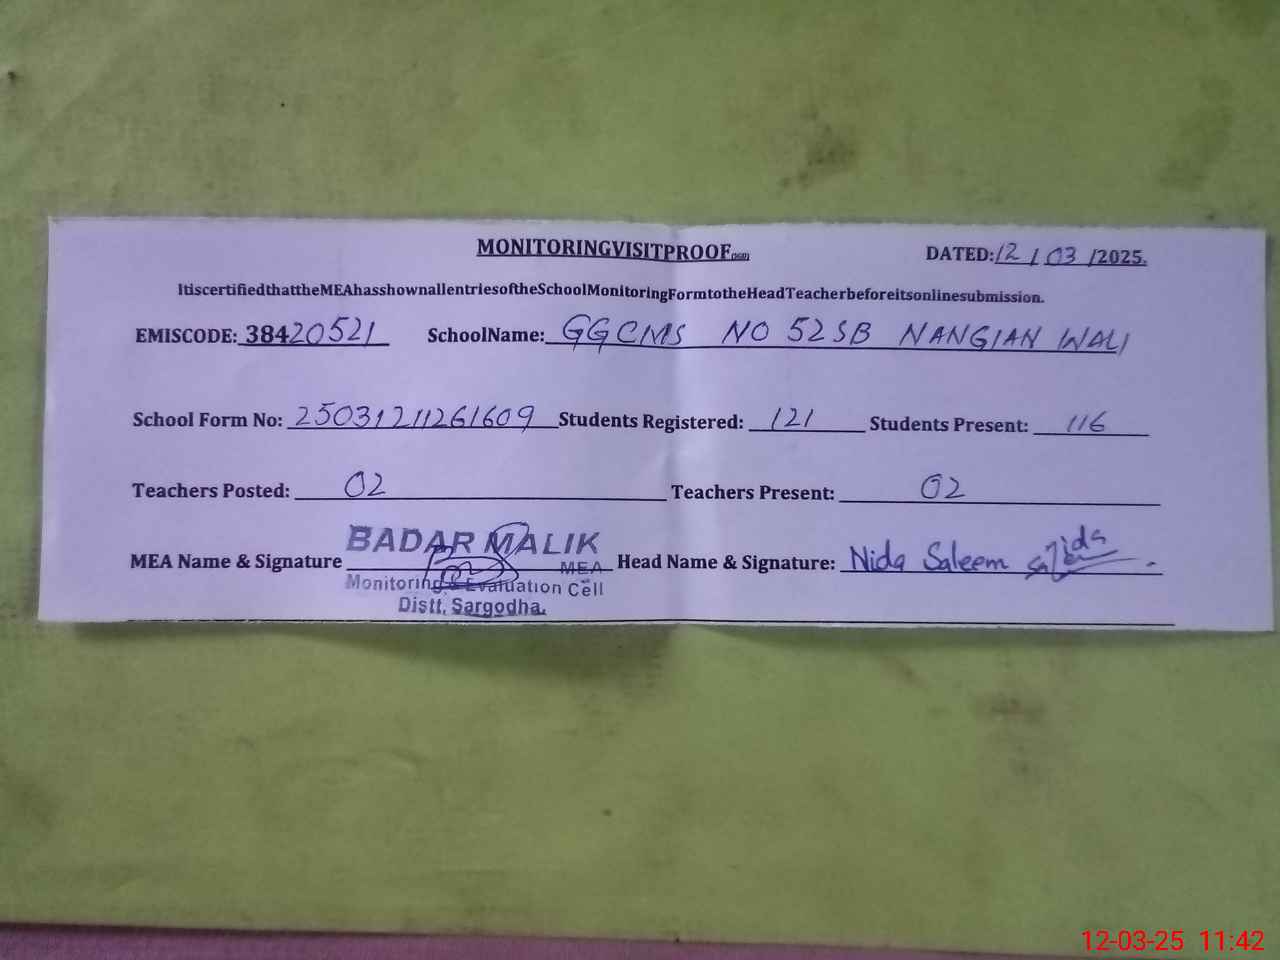 MONITORINGVISITPROOF(SGD) DATED:12/03/2025.
ItiscertifiedthattheMEAhasshownallentriesoftheSchoolMonitoringFormtotheHeadTeacherbeforeitsonlinesubmission.
EMISCODE: 38420521 SchoolName: GGCMS NO 52SB NANGIAN WALI
School Form No: 25031211261609 Students Registered: 121 Students Present: 116
Teachers Posted: 02 Teachers Present: 02
MEA Name & Signature BADAR MALIK Head Name & Signature: Nida Saleem
MEA
Monitoring & Evaluation Cell
Distt, Sargodha.
12-03-25 11:42